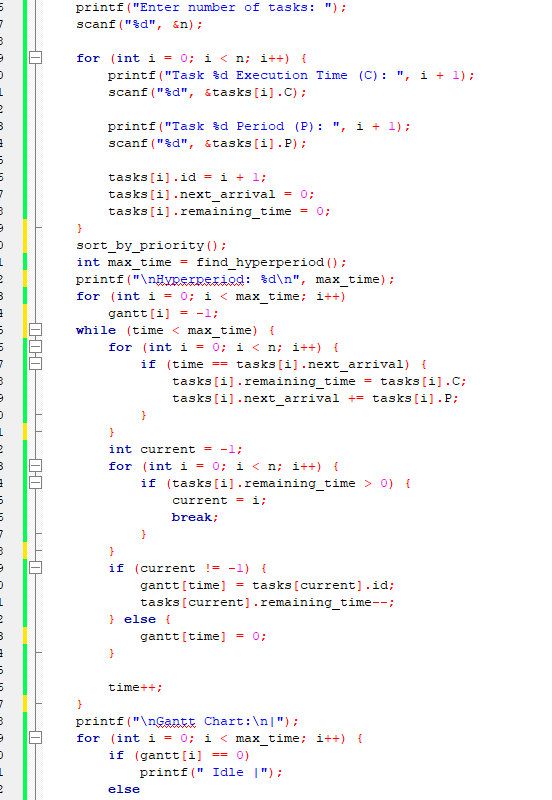 printf("Enter number of tasks: ");
scanf("%d", &n);
for (int i = 0; i < n; i++) {
printf("Task %d Execution Time (C): ", i + 1);
scanf("%d", &tasks[i].C);
printf("Task %d Period (P): ", i + 1);
scanf("%d", &tasks[i].P);
tasks[i].id = i + 1;
tasks[i].next_arrival = 0;
tasks[i].remaining_time = 0;
}
sort_by_priority();
int max_time = find_hyperperiod();
printf("\nHyperperiod: %d\n", max_time);
for (int i = 0; i < max_time; i++)
gantt[i] = -1;
while (time < max_time) {
for (int i = 0; i < n; i++) {
if (time == tasks[i].next_arrival) {
tasks[i].remaining_time = tasks[i].C;
tasks[i].next_arrival += tasks[i].P;
}
}
int current = -1;
for (int i = 0; i < n; i++) {
if (tasks[i].remaining_time > 0) {
current = i;
break;
}
}
if (current != -1) {
gantt[time] = tasks[current].id;
tasks[current].remaining_time--;
} else {
gantt[time] = 0;
}
time++;
}
printf("\nGantt Chart:\n|");
for (int i = 0; i < max_time; i++) {
if (gantt[i] == 0)
printf(" Idle |");
else